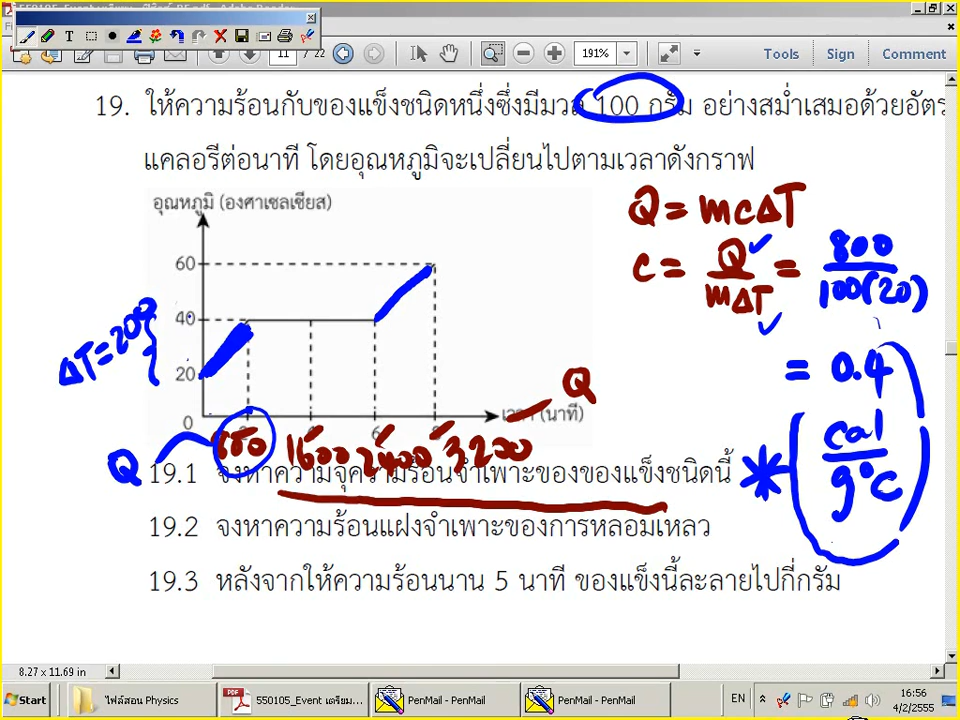 11 / 22
191%
Tools
Sign
Comment
19. ให้ความร้อนกับของแข็งชนิดหนึ่งซึ่งมีมวล 100 กรัม อย่างสม่ำเสมอด้วยอัตร
แคลอรีต่อนาที โดยอุณหภูมิจะเปลี่ยนไปตามเวลาดังกราฟ
อุณหภูมิ (องศาเซลเซียส)
60
40
20
0
6
(นาที)
ΔT=20°
Q = mcΔT
c = Q/mΔT = 800/100(20)
= 0.4
(cal/g°C)
Q
Q
800 1600 2400 3200
19.1 จงหาความจุความร้อนจำเพาะของของแข็งชนิดนี้
19.2 จงหาความร้อนแฝงจำเพาะของการหลอมเหลว
19.3 หลังจากให้ความร้อนนาน 5 นาที ของแข็งนี้ละลายไปกี่กรัม
8.27 x 11.69 in
Start
ไฟล์สอน Physics
PenMail - PenMail
PenMail - PenMail
EN
16:56
4/2/2555